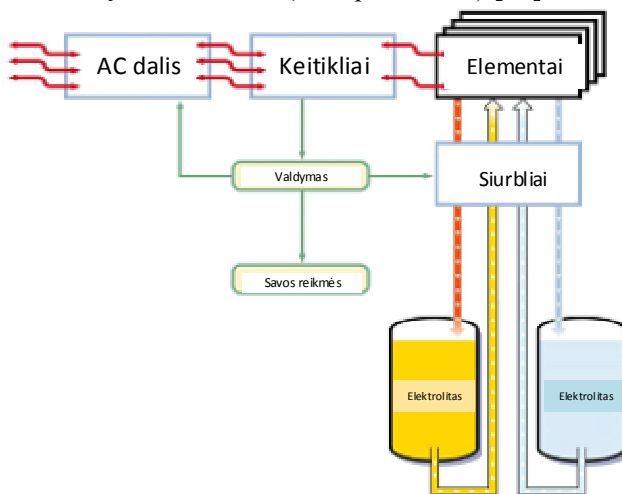 AC dalis
Keitikliai
Elementai
Valdymas
Siurbliai
Savos reikmės
Elektrolitas
Elektrolitas